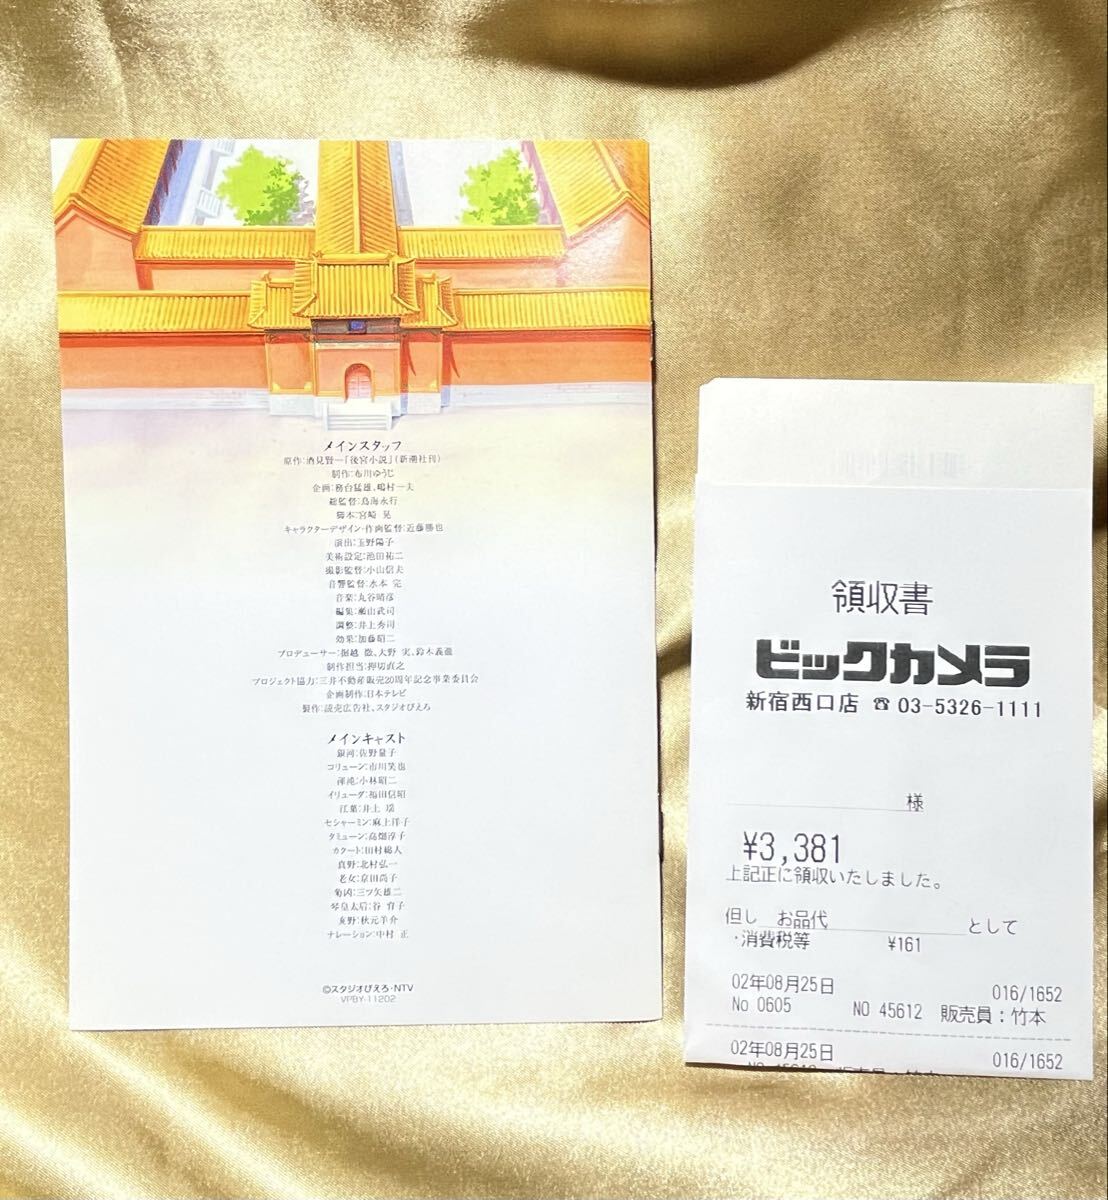 メインスタッフ
原作:酒見賢一「後宮小説」(新潮社刊)
制作:布川ゆうじ
企画:務台猛雄、嶋村一夫
総監督:鳥海永行
脚本:宮崎 晃
キャラクターデザイン・作画監督:近藤勝也
演出:玉野陽子
美術設定:池田祐二
撮影監督:小山信夫
音響監督:水本 完
音楽:丸谷晴彦
編集:瀬山武司
調整:井上秀司
効果:加藤昭二
プロデューサー:堀越 徹、大野 実、鈴木義徹
制作担当:押切直之
プロジェクト協力:三井不動産販売20周年記念事業委員会
企画制作:日本テレビ
製作:読売広告社、スタジオぴえろ
メインキャスト
銀河:佐野量子
コリューン:市川笑也
渾沌:小林昭二
イリューダ:福田信昭
江葉:井上 瑶
セシャーミン:麻上洋子
タミューン:高畑淳子
カクート:田村総人
真野:北村弘一
老女:京田尚子
菊凶:三ツ矢雄二
琴皇太后:谷 育子
亥野:秋元羊介
ナレーション:中村 正
©スタジオぴえろ・NTV
VPBY-11202
領収書
ビックカメラ
新宿西口店 ☎ 03-5326-1111
様
¥3,381
上記正に領収いたしました。
但し お品代 として
・消費税等 ¥161
02年08月25日 016/1652
No 0605 NO 45612 販売員:竹本
02年08月25日 016/1652